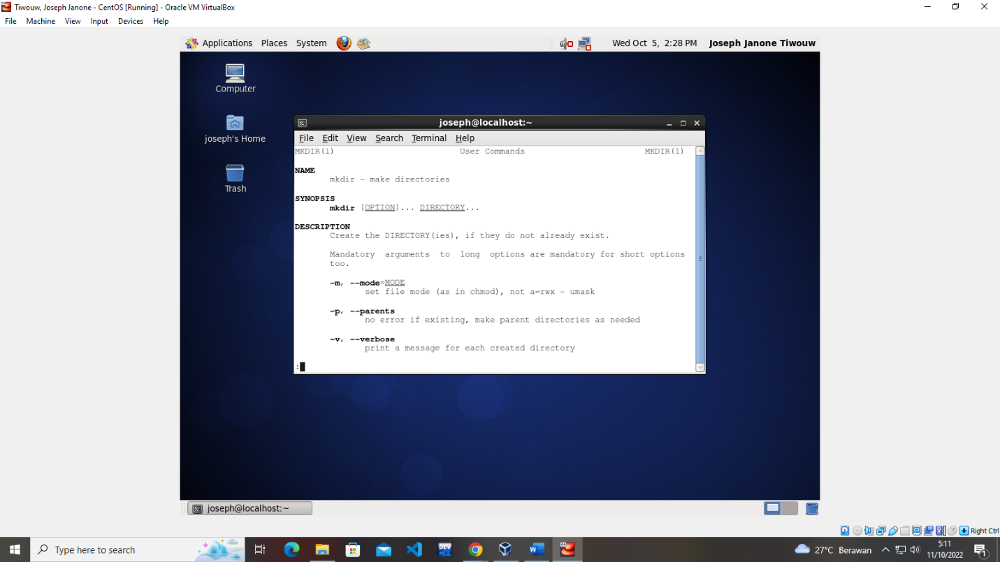 Tiwouw, Joseph Janone - CentOS [Running] - Oracle VM VirtualBox
File Machine View Input Devices Help
Applications Places System Wed Oct 5, 2:28 PM Joseph Janone Tiwouw
Computer
joseph's Home
Trash
joseph@localhost:~
File Edit View Search Terminal Help
MKDIR(1) User Commands MKDIR(1)
NAME
mkdir - make directories
SYNOPSIS
mkdir [OPTION]... DIRECTORY...
DESCRIPTION
Create the DIRECTORY(ies), if they do not already exist.
Mandatory arguments to long options are mandatory for short options
too.
-m, --mode=MODE
set file mode (as in chmod), not a=rwx - umask
-p, --parents
no error if existing, make parent directories as needed
-v, --verbose
print a message for each created directory
:
joseph@localhost:~
Right Ctrl
Type here to search
DEV
27°C Berawan
5:11
11/10/2022
1